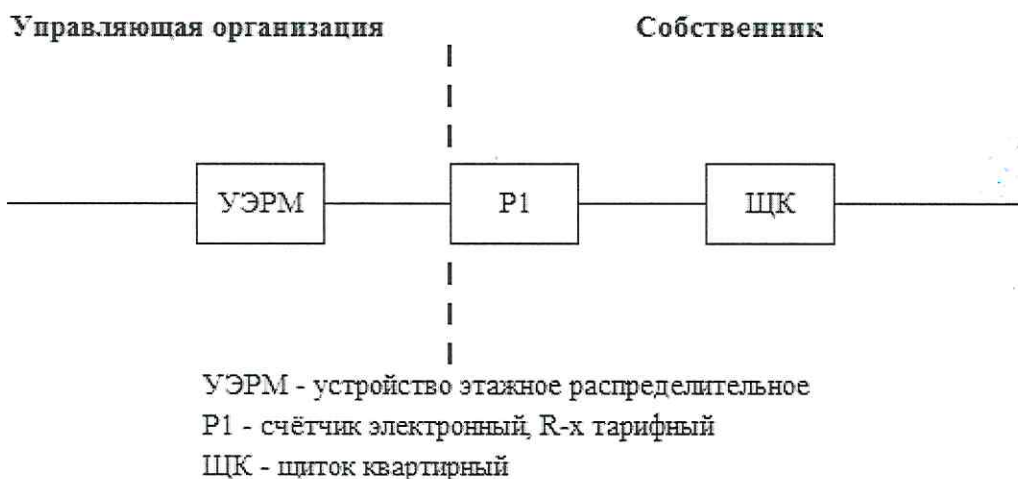 Управляющая организация
Собственник
УЭРМ
Р1
ЩК
УЭРМ - устройство этажное распределительное
Р1 - счётчик электронный, R-х тарифный
ЩК - щиток квартирный